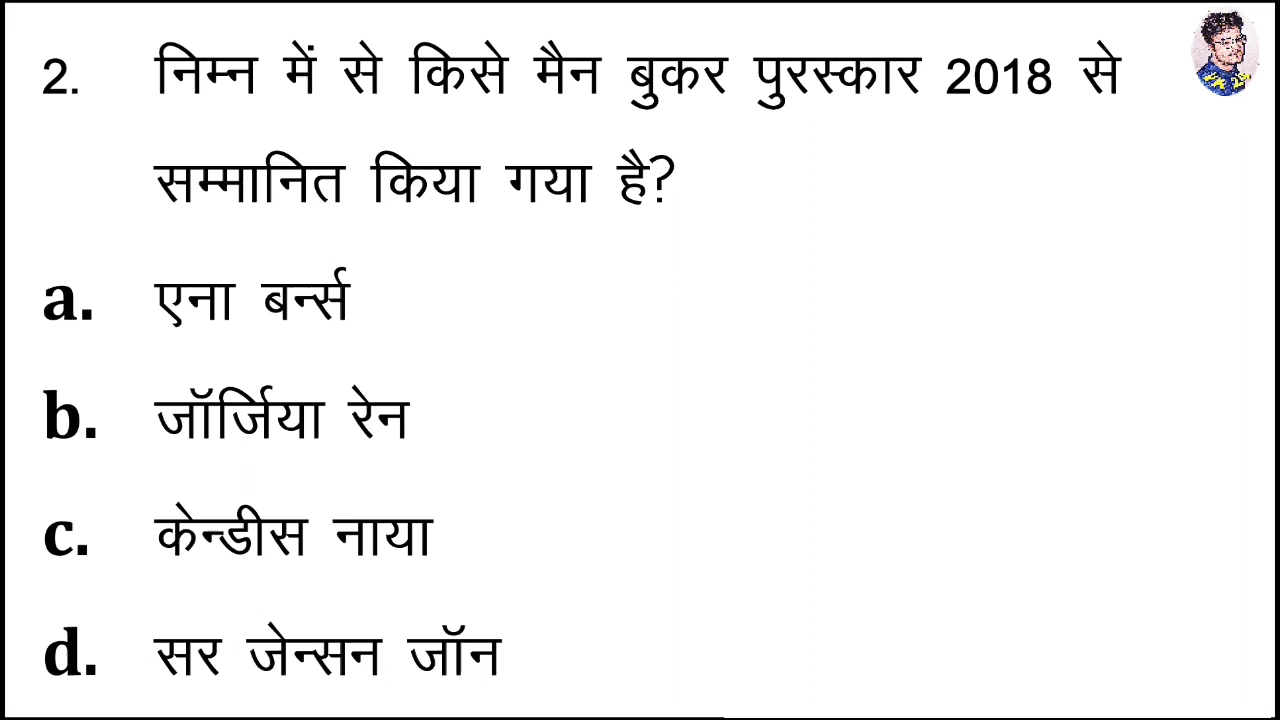 2. निम्न में से किसे मैन बुकर पुरस्कार 2018 से
सम्मानित किया गया है?
a. एना बर्न्स
b. जॉर्जिया रेन
c. केन्डीस नाया
d. सर जेन्सन जॉन